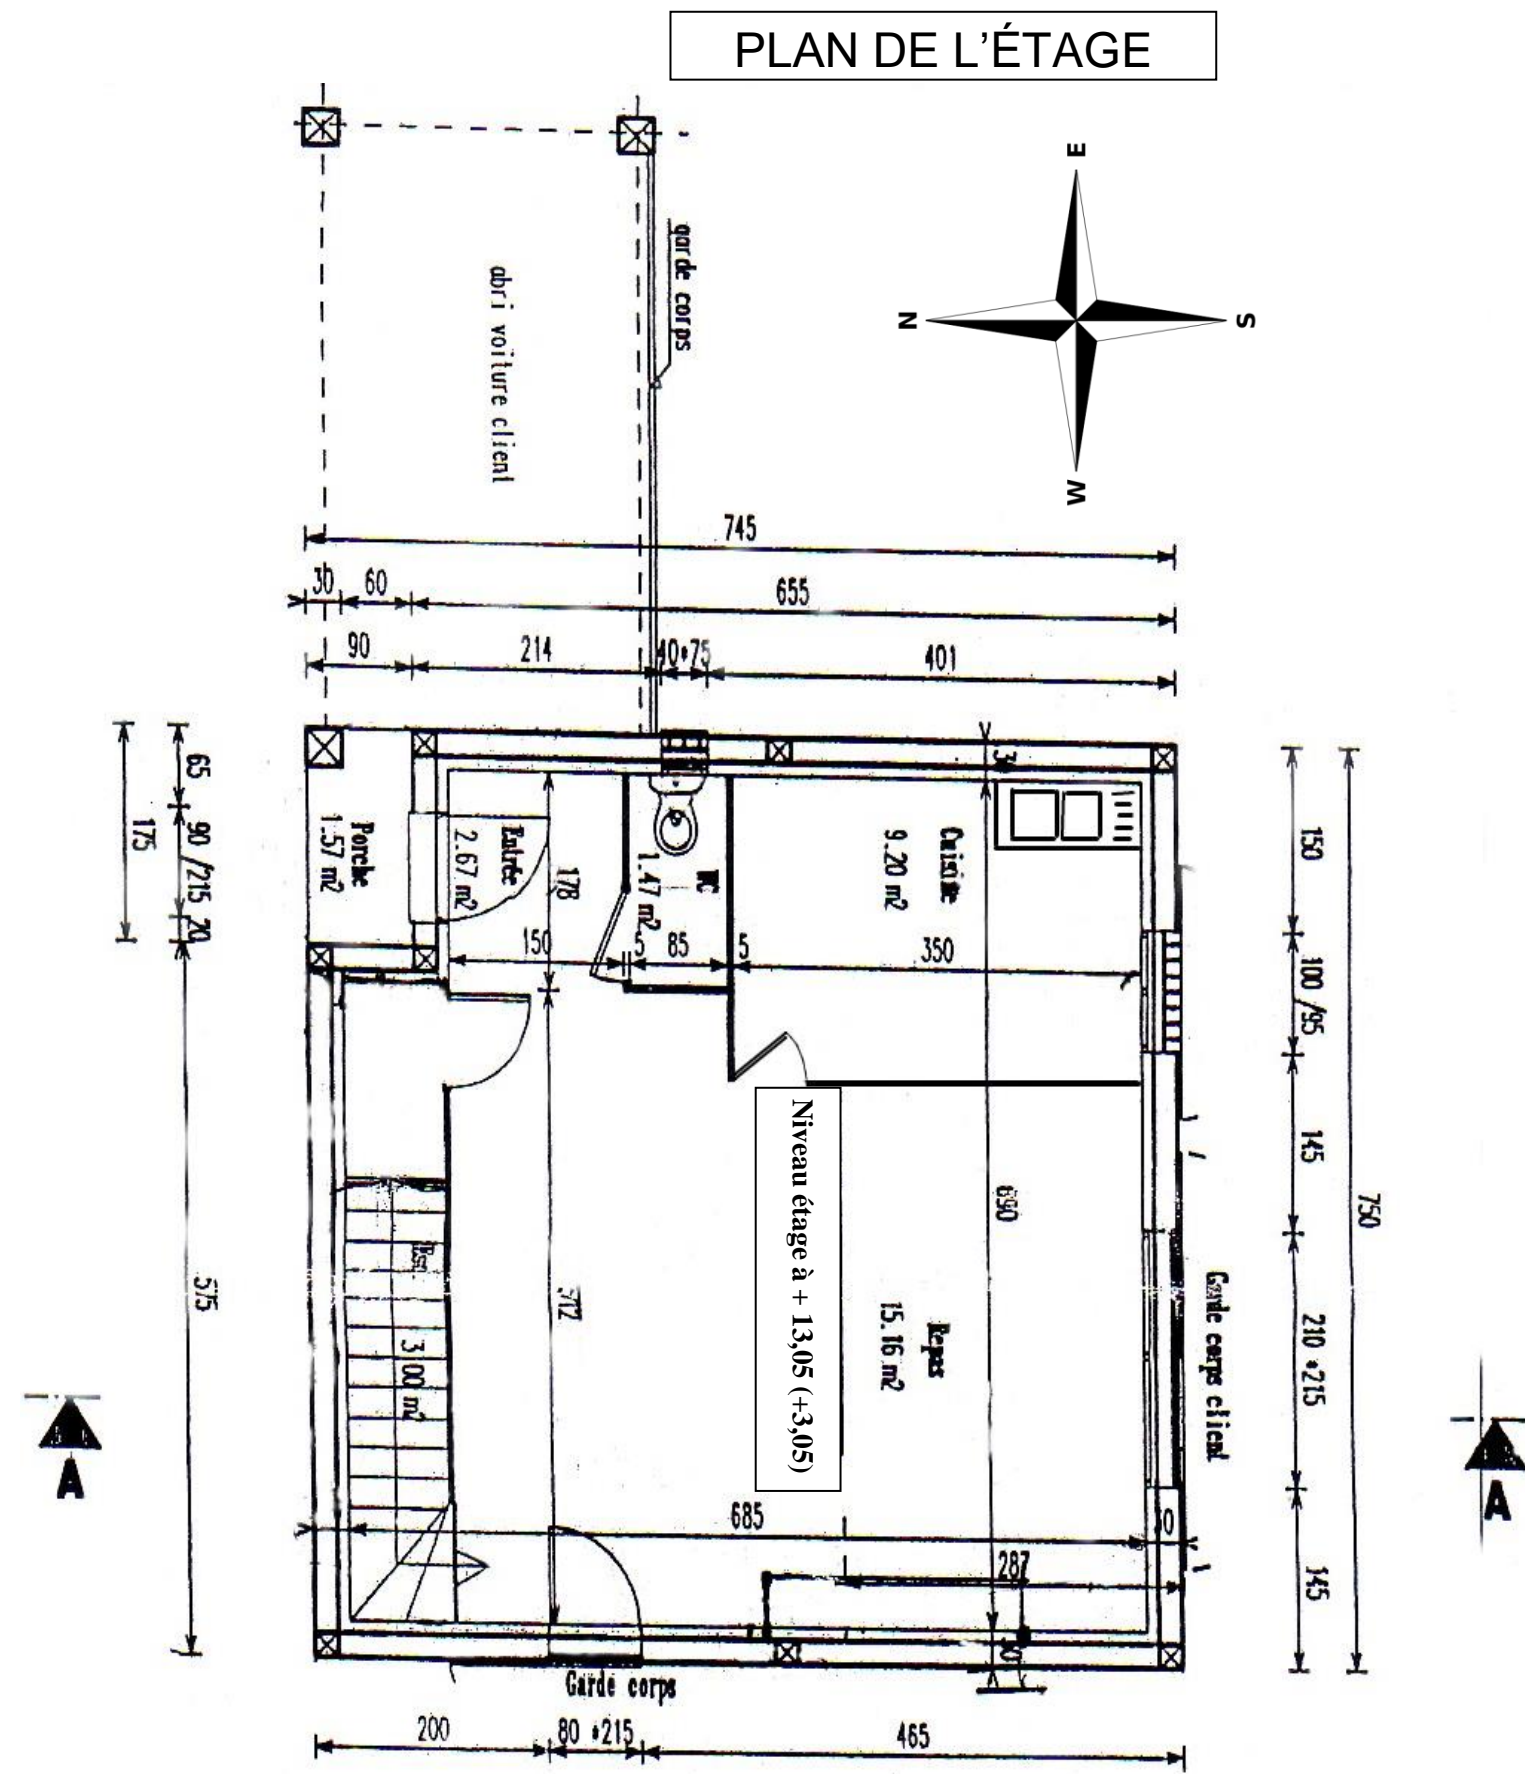 PLAN DE L'ÉTAGE
E
N
S
W
garde corps
abri voiture client
745
30
60
655
90
214
40*75
401
65
90 /215
20
175
575
Porche
1.57 m2
Entrée
2.67 m2
178
WC
1.47 m2
150
5
85
5
350
30
Cuisine
9.20 m2
150
100 /95
145
210 *215
145
750
690
Niveau étage à + 13,05 (+3,05)
Repas
15.16 m2
Garde corps client
3.00 m2
A
A
685
287
Garde corps
200
80 *215
465